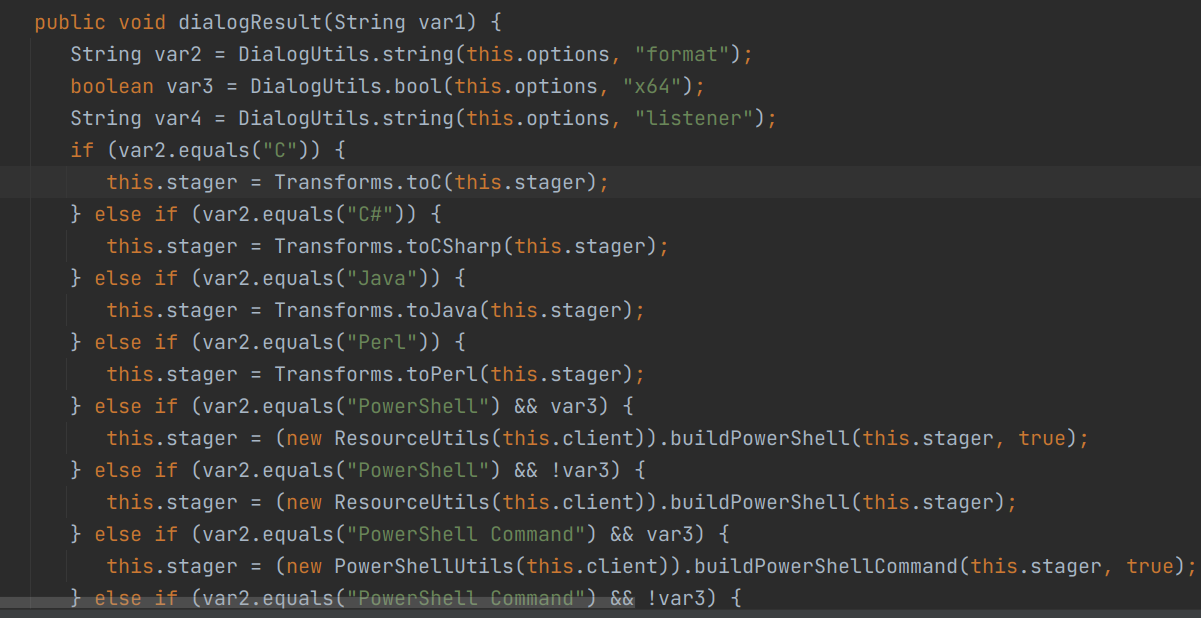 public void dialogResult(String var1) {
String var2 = DialogUtils.string(this.options, "format");
boolean var3 = DialogUtils.bool(this.options, "x64");
String var4 = DialogUtils.string(this.options, "listener");
if (var2.equals("C")) {
this.stager = Transforms.toC(this.stager);
} else if (var2.equals("C#")) {
this.stager = Transforms.toCSharp(this.stager);
} else if (var2.equals("Java")) {
this.stager = Transforms.toJava(this.stager);
} else if (var2.equals("Perl")) {
this.stager = Transforms.toPerl(this.stager);
} else if (var2.equals("PowerShell") && var3) {
this.stager = (new ResourceUtils(this.client)).buildPowerShell(this.stager, true);
} else if (var2.equals("PowerShell") && !var3) {
this.stager = (new ResourceUtils(this.client)).buildPowerShell(this.stager);
} else if (var2.equals("PowerShell Command") && var3) {
this.stager = (new PowerShellUtils(this.client)).buildPowerShellCommand(this.stager, true);
} else if (var2.equals("PowerShell Command") && !var3) {